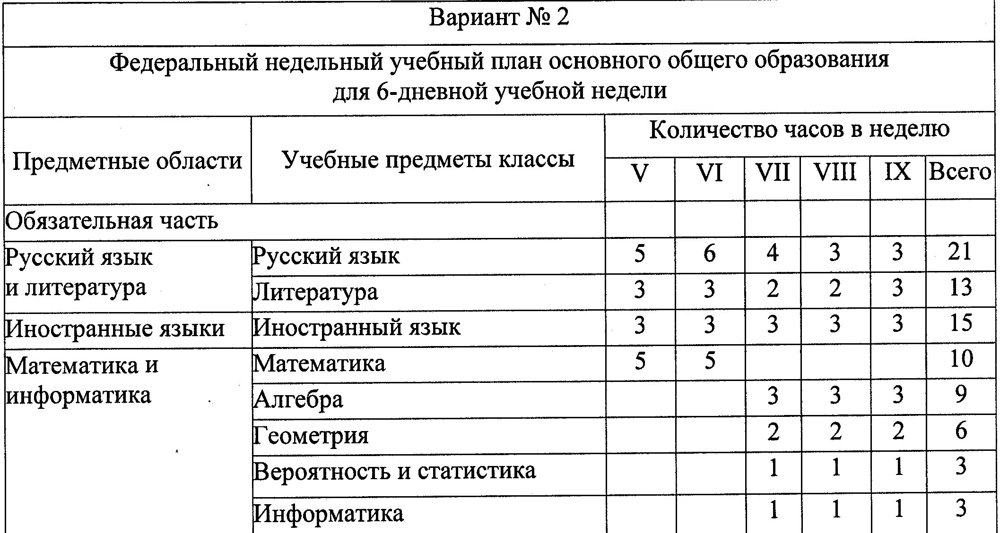 Вариант № 2
Федеральный недельный учебный план основного общего образования
для 6-дневной учебной недели
Предметные области Учебные предметы классы Количество часов в неделю
V VI VII VIII IX Всего
Обязательная часть
Русский язык
и литература
Русский язык 5 6 4 3 3 21
Литература 3 3 2 2 3 13
Иностранные языки Иностранный язык 3 3 3 3 3 15
Математика и
информатика
Математика 5 5 10
Алгебра 3 3 3 9
Геометрия 2 2 2 6
Вероятность и статистика 1 1 1 3
Информатика 1 1 1 3